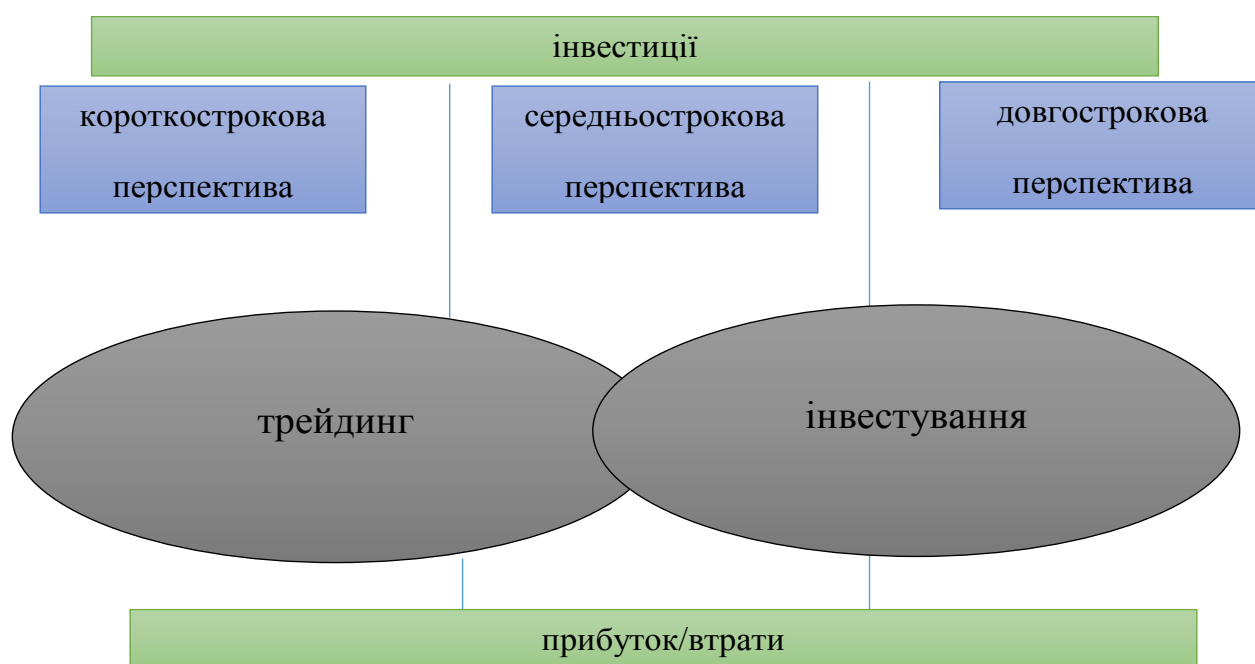 інвестиції
короткострокова
перспектива
середньострокова
перспектива
довгострокова
перспектива
трейдинг
інвестування
прибуток/втрати